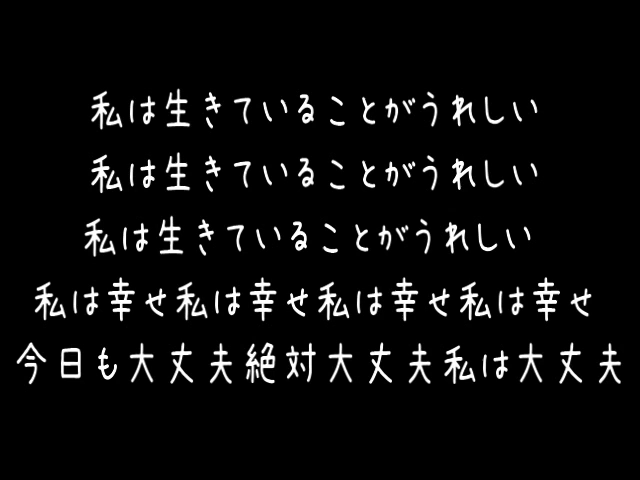 私は生きていることがうれしい
私は生きていることがうれしい
私は生きていることがうれしい
私は幸せ私は幸せ私は幸せ私は幸せ
今日も大丈夫絶対大丈夫私は大丈夫